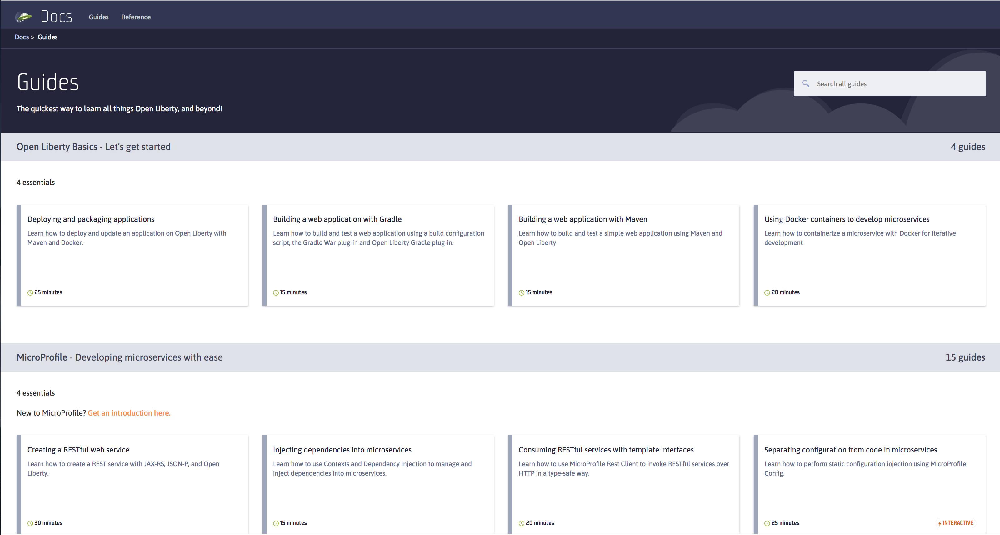 Docs Guides Reference
Docs > Guides
Guides
Search all guides
The quickest way to learn all things Open Liberty, and beyond!
Open Liberty Basics - Let’s get started
4 guides
4 essentials
Deploying and packaging applications
Learn how to deploy and update an application on Open Liberty with
Maven and Docker.
25 minutes
Building a web application with Gradle
Learn how to build and test a web application using a build configuration
script, the Gradle War plug-in and Open Liberty Gradle plug-in.
15 minutes
Building a web application with Maven
Learn how to build and test a simple web application using Maven and
Open Liberty
15 minutes
Using Docker containers to develop microservices
Learn how to containerize a microservice with Docker for iterative
development
20 minutes
MicroProfile - Developing microservices with ease
15 guides
4 essentials
New to MicroProfile? Get an introduction here.
Creating a RESTful web service
Learn how to create a REST service with JAX-RS, JSON-P, and Open
Liberty.
30 minutes
Injecting dependencies into microservices
Learn how to use Contexts and Dependency Injection to manage and
inject dependencies into microservices.
15 minutes
Consuming RESTful services with template interfaces
Learn how to use MicroProfile Rest Client to invoke RESTful services over
HTTP in a type-safe way.
20 minutes
Separating configuration from code in microservices
Learn how to perform static configuration injection using MicroProfile
Config.
25 minutes
INTERACTIVE